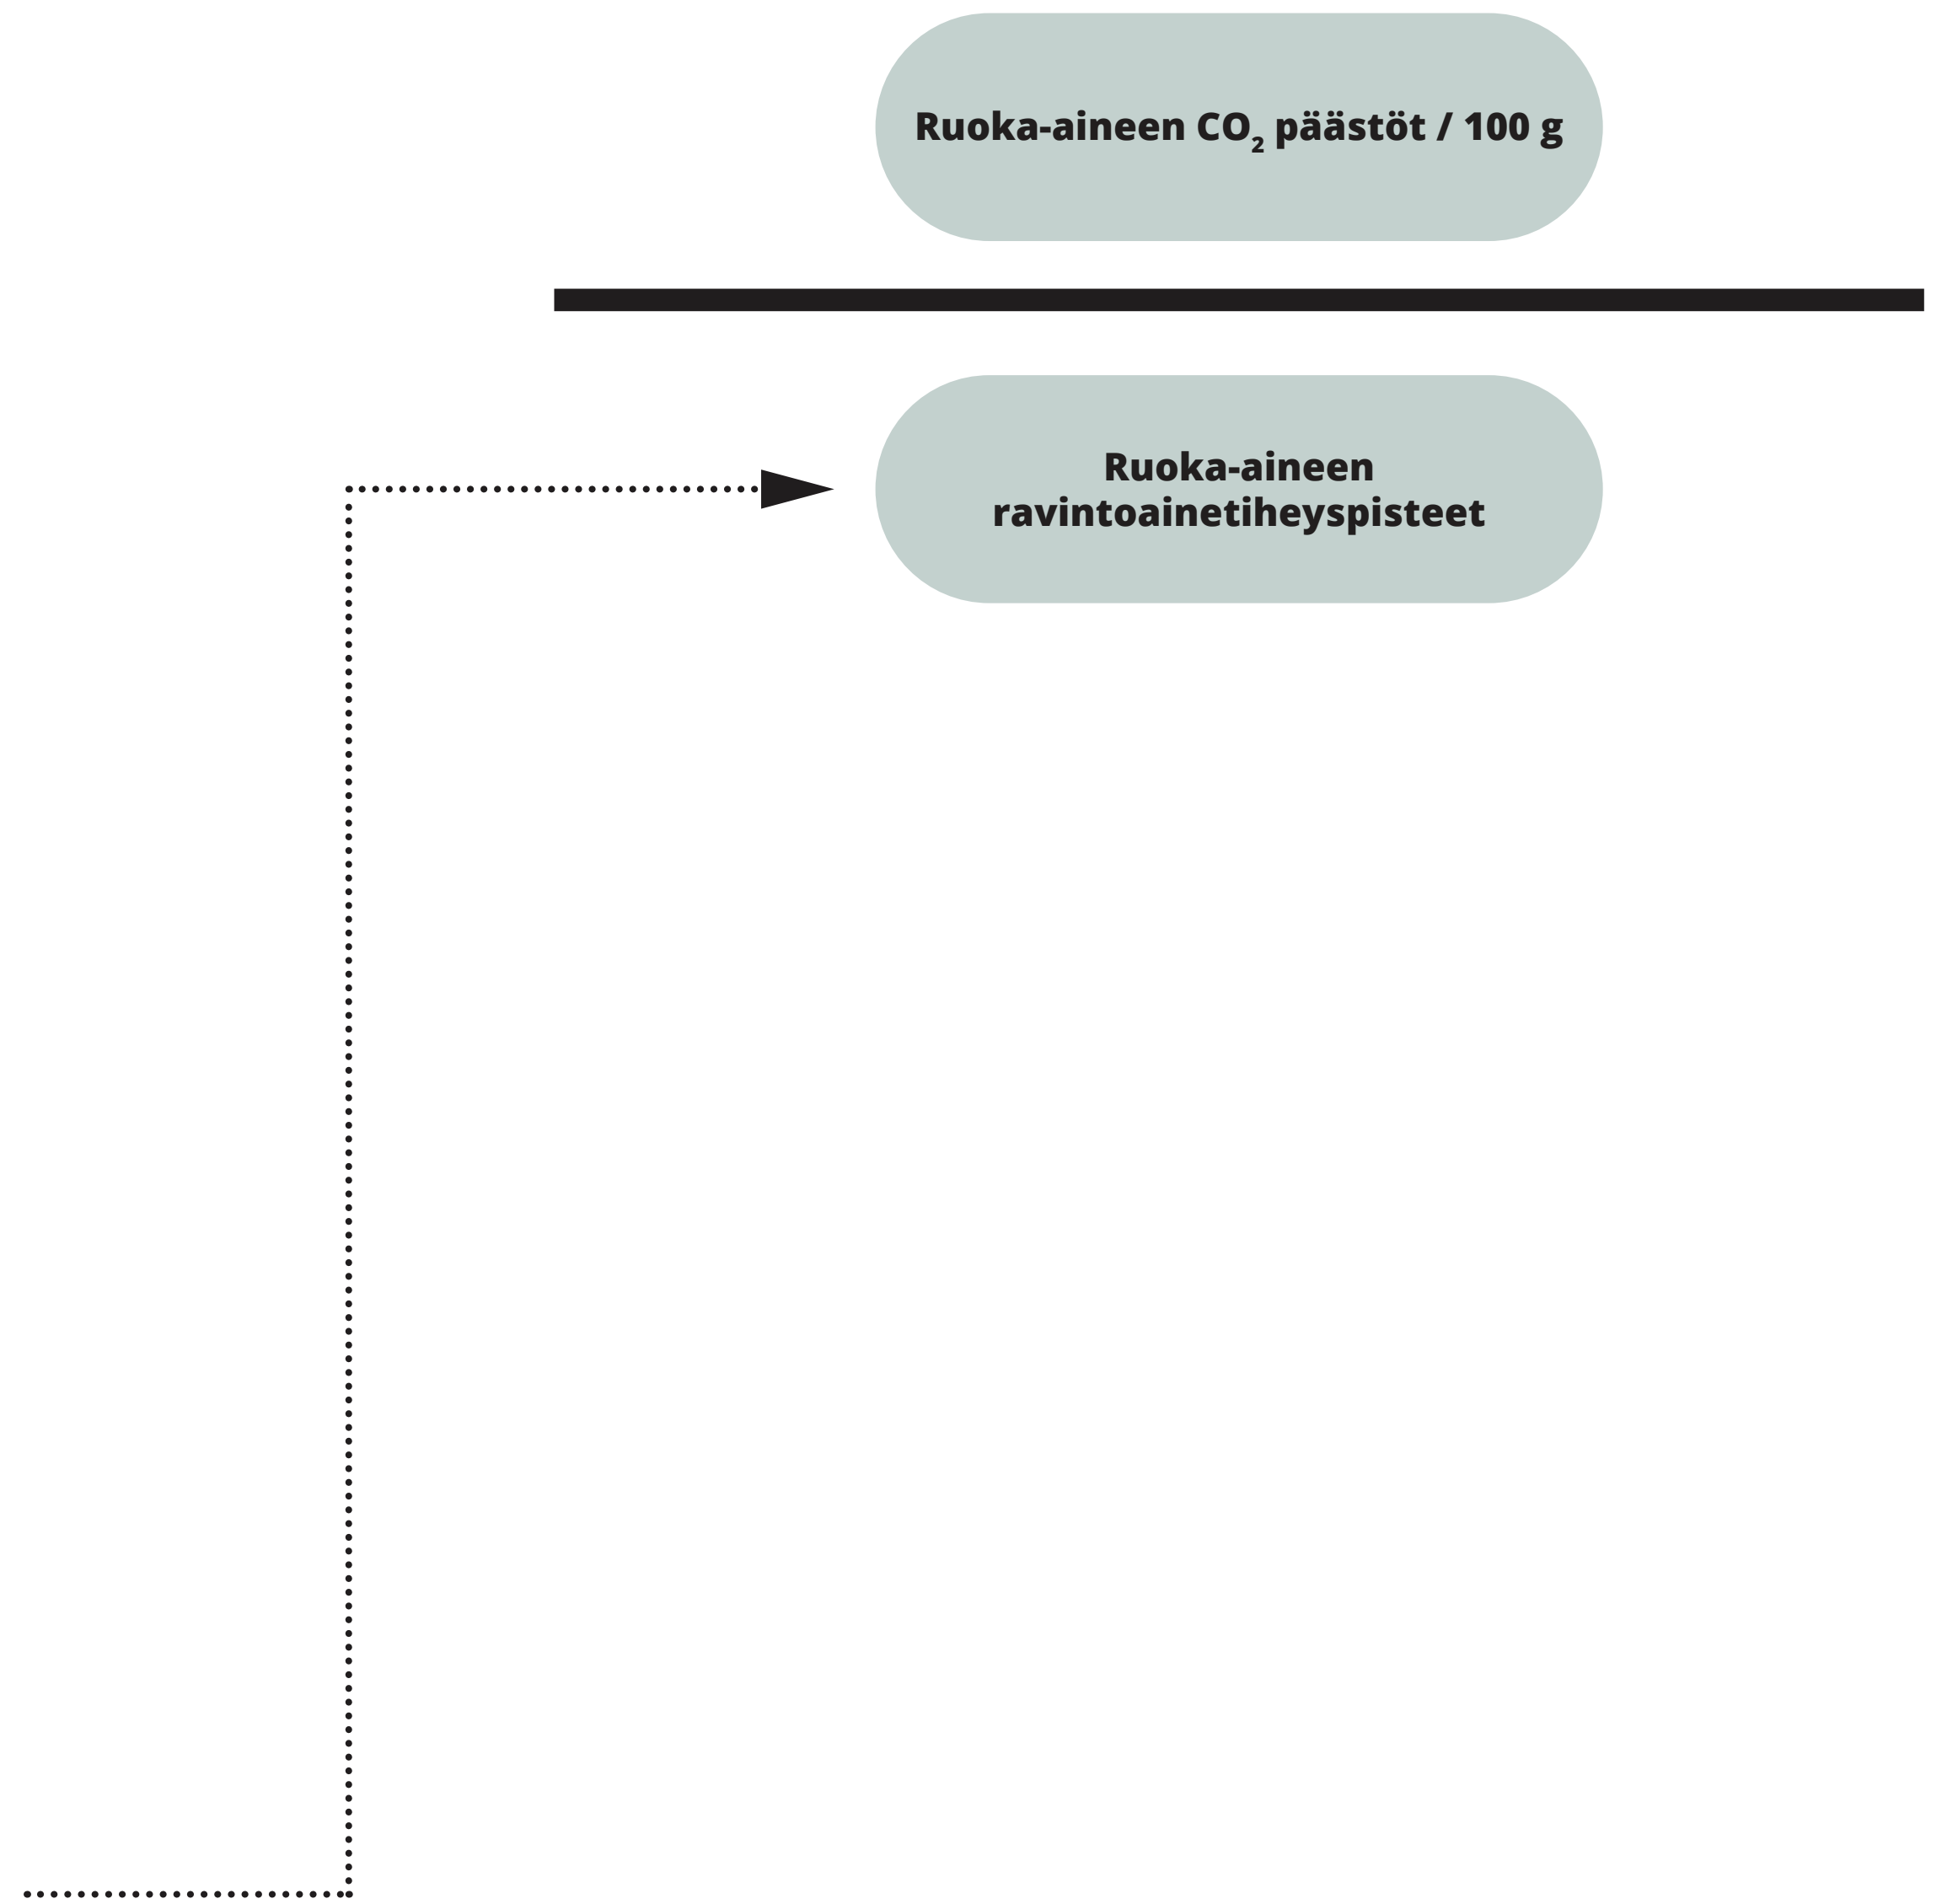 Ruoka-aineen CO₂ päästöt / 100 g
Ruoka-aineen
ravintoainetiheyspisteet